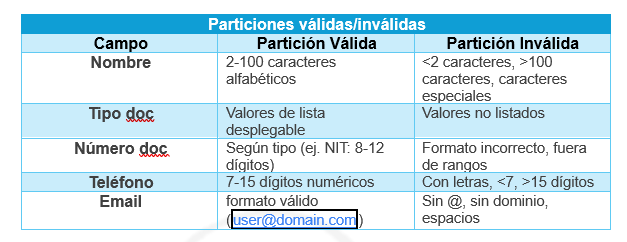 Particiones válidas/inválidas
Campo Partición Válida Partición Inválida
Nombre 2-100 caracteres <2 caracteres, >100
alfabéticos caracteres, caracteres
especiales
Tipo doc Valores de lista Valores no listados
desplegable
Número doc Según tipo (ej. NIT: 8-12 Formato incorrecto, fuera
dígitos) de rangos
Teléfono 7-15 dígitos numéricos Con letras, <7, >15 dígitos
Email formato válido Sin @, sin dominio,
(user@domain.com) espacios